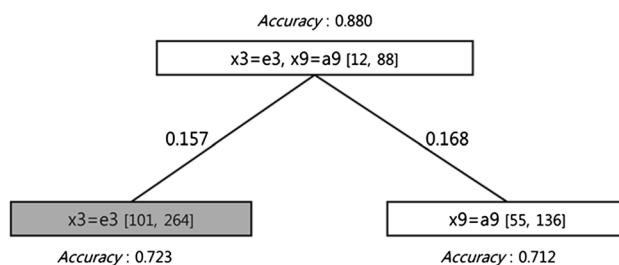 Accuracy : 0.880
x3=e3, x9=a9 [12, 88]
0.157
0.168
x3=e3 [101, 264]
x9=a9 [55, 136]
Accuracy : 0.723
Accuracy : 0.712